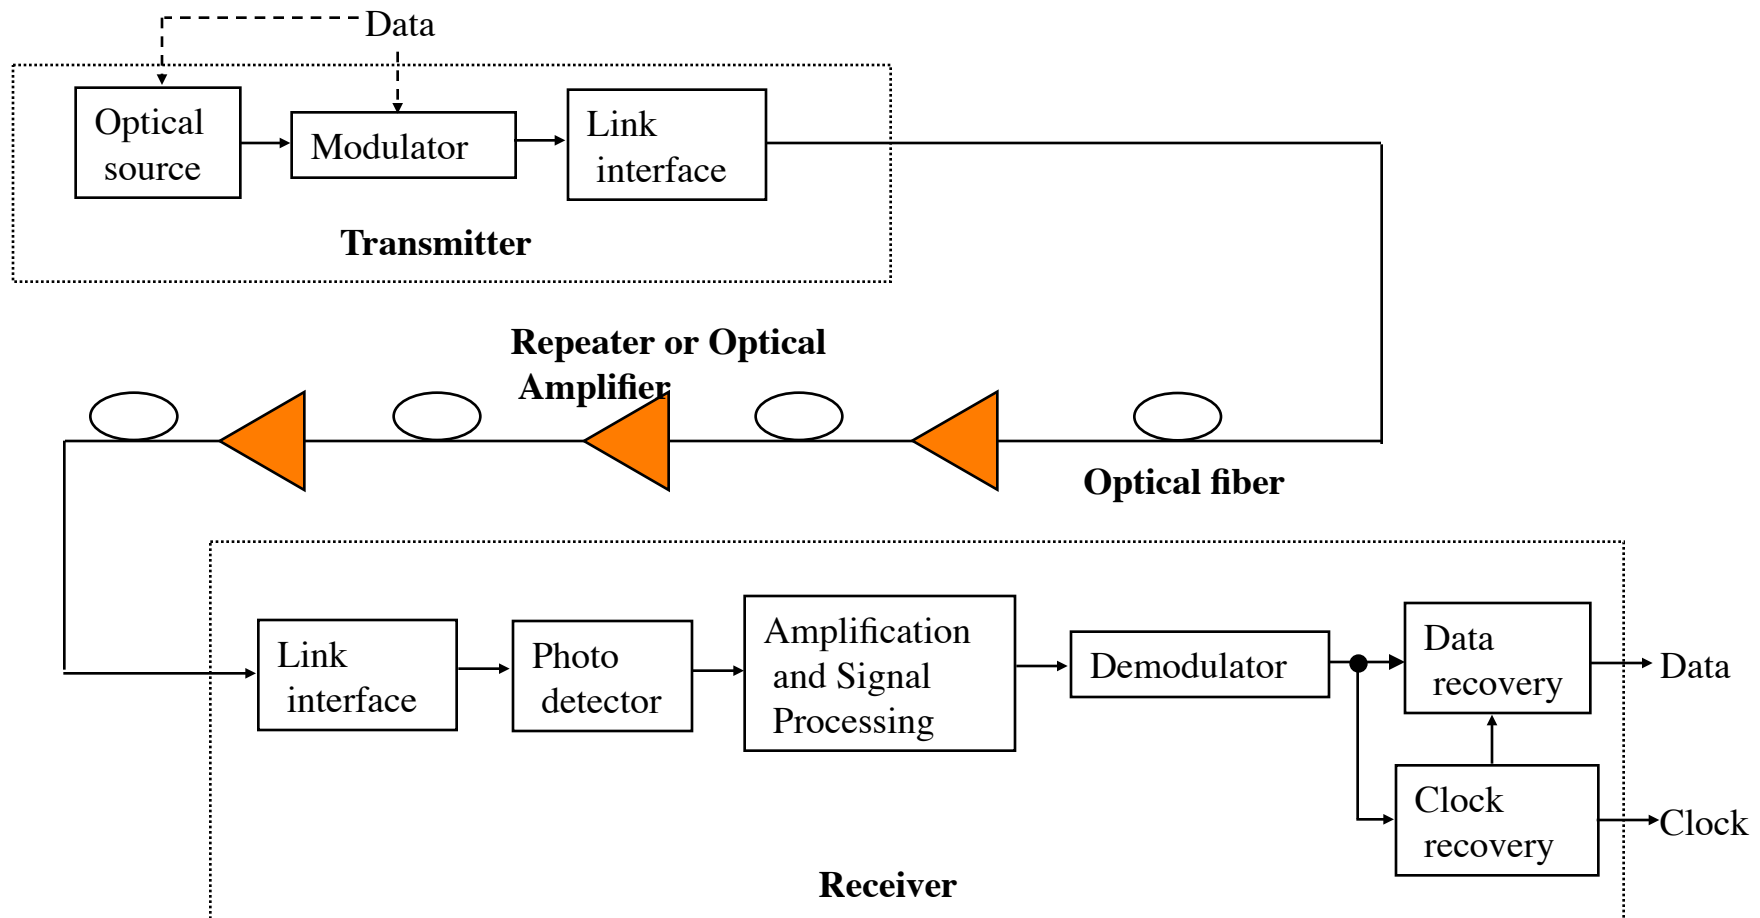 Data
Optical
source
Modulator
Link
interface
Transmitter
Repeater or Optical
Amplifier
Optical fiber
Link
interface
Photo
detector
Amplification
and Signal
Processing
Demodulator
Data
recovery
Data
Clock
recovery
Clock
Receiver